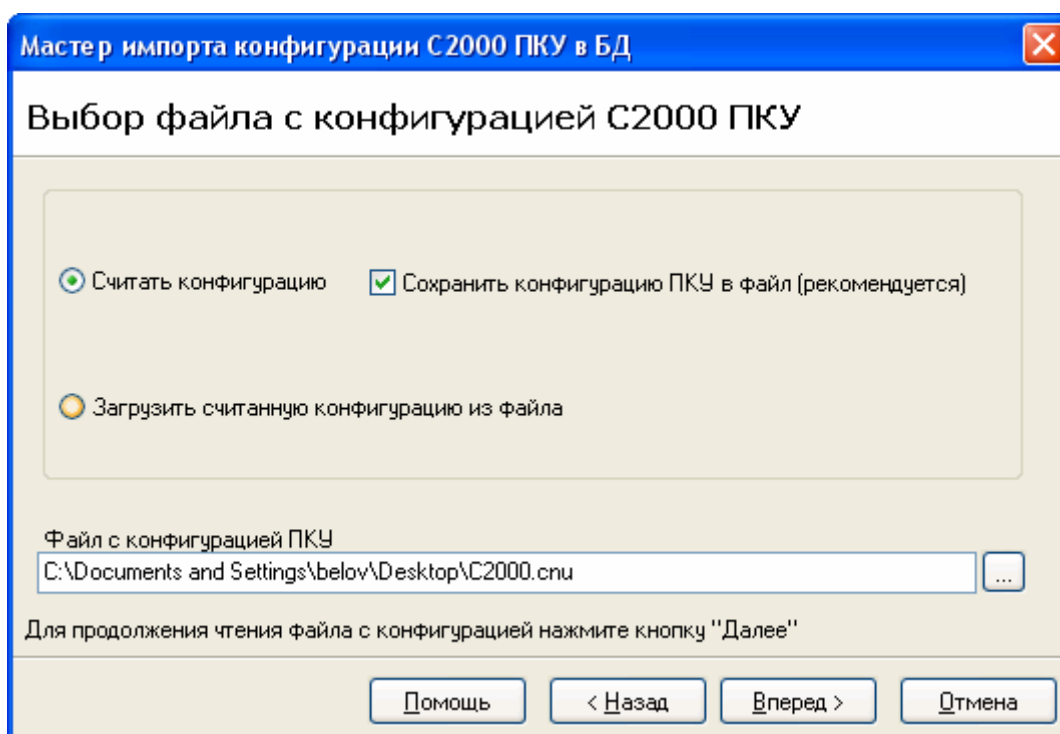 Мастер импорта конфигурации С2000 ПКУ в БД
Выбор файла с конфигурацией С2000 ПКУ
Считать конфигурацию Сохранить конфигурацию ПКУ в файл (рекомендуется)
Загрузить считанную конфигурацию из файла
Файл с конфигурацией ПКУ
C:\Documents and Settings\belov\Desktop\C2000.cnu
...
Для продолжения чтения файла с конфигурацией нажмите кнопку "Далее"
Помощь < Назад Вперед > Отмена